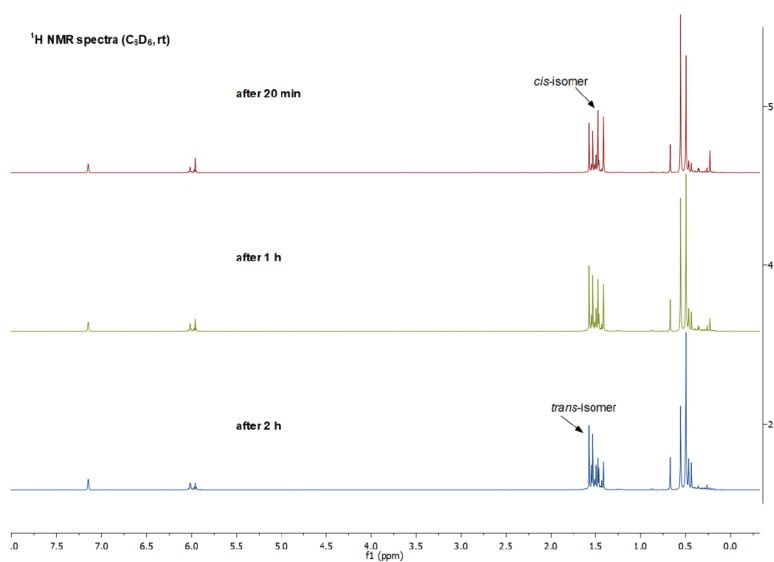 ¹H NMR spectra (C₆D₆, rt)
cis-isomer
after 20 min
5
after 1 h
4
trans-isomer
after 2 h
2
.0 7.5 7.0 6.5 6.0 5.5 5.0 4.5 4.0 3.5 3.0 2.5 2.0 1.5 1.0 0.5 0.0
f1 (ppm)